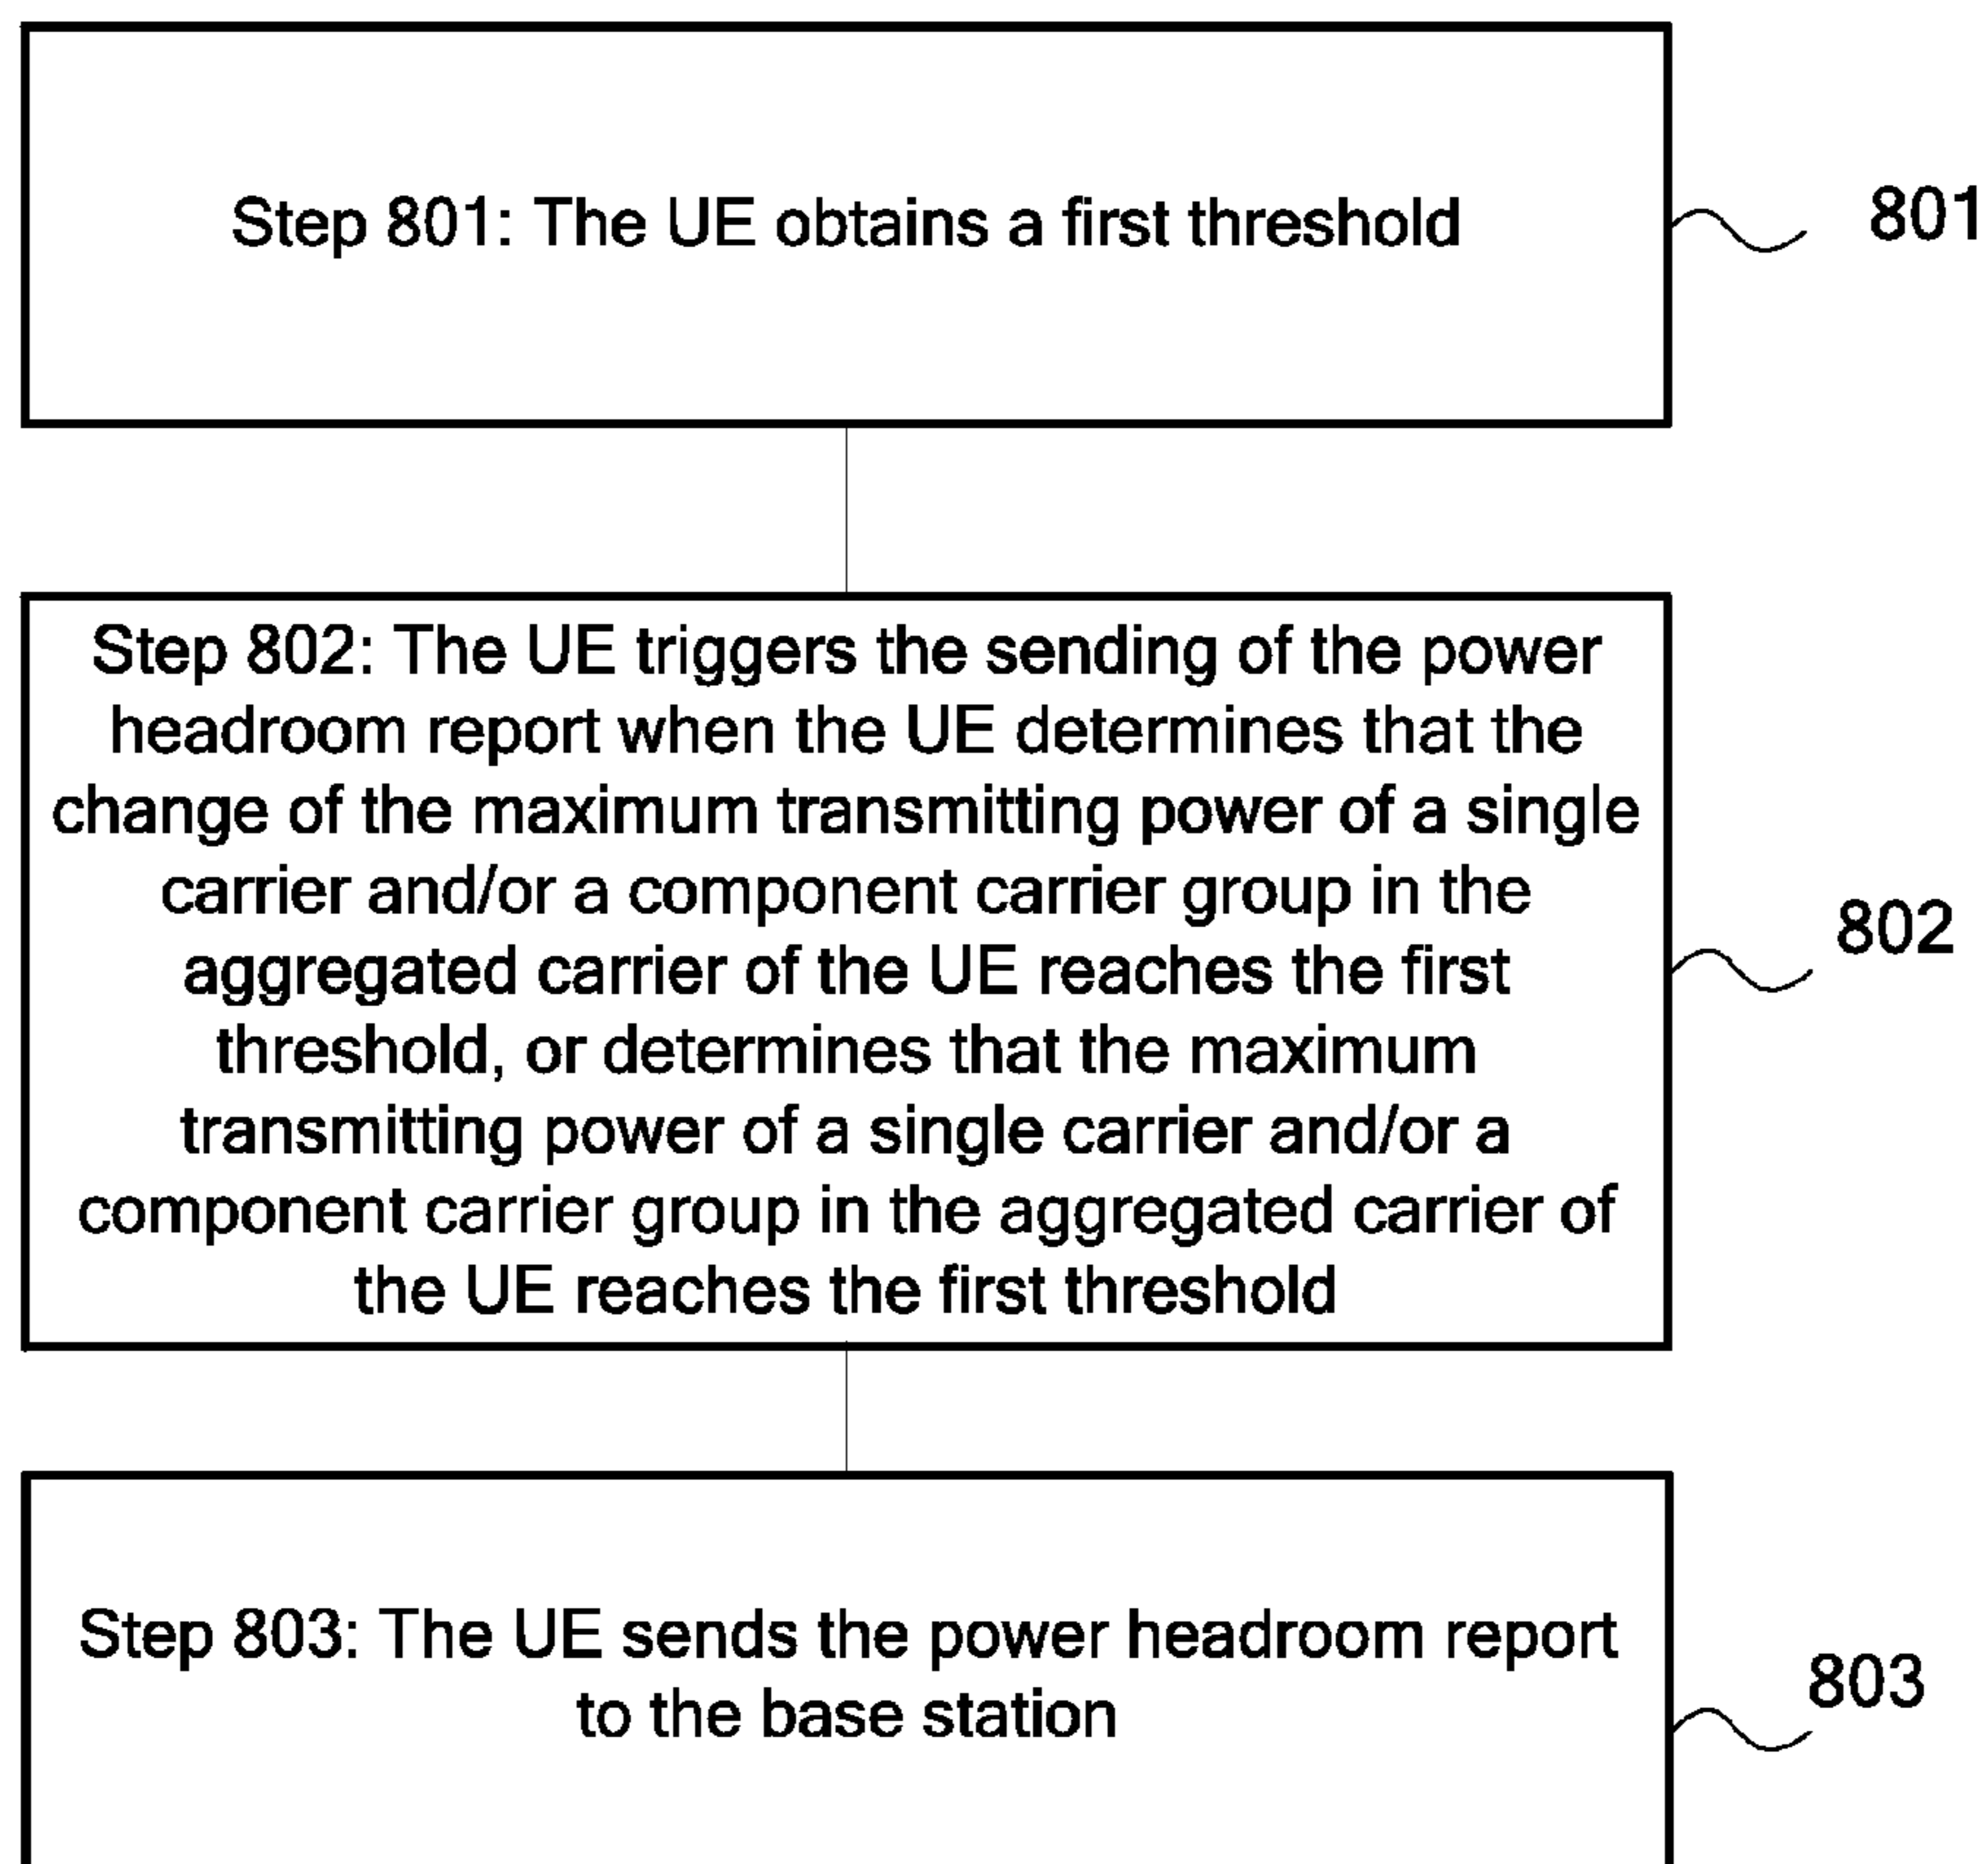 Step 801: The UE obtains a first threshold
801
Step 802: The UE triggers the sending of the power
headroom report when the UE determines that the
change of the maximum transmitting power of a single
carrier and/or a component carrier group in the
aggregated carrier of the UE reaches the first
threshold, or determines that the maximum
transmitting power of a single carrier and/or a
component carrier group in the aggregated carrier of
the UE reaches the first threshold
802
Step 803: The UE sends the power headroom report
to the base station
803